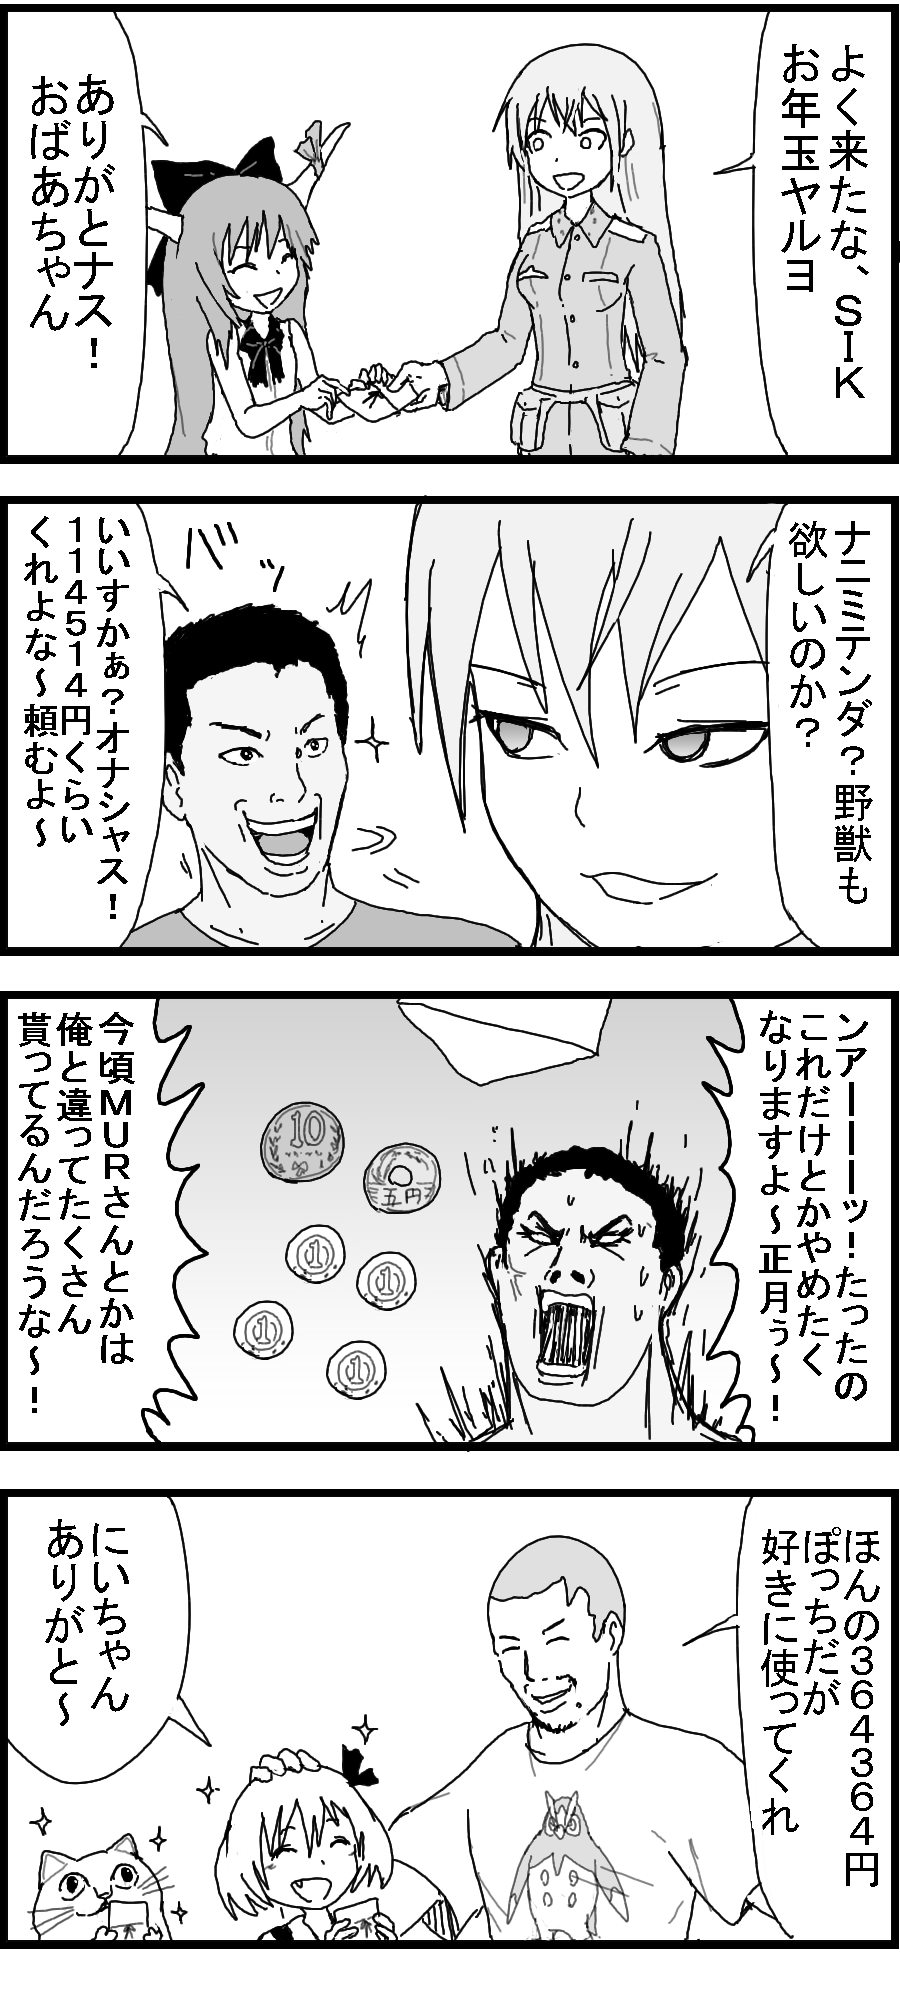 よく来たな、ＳＩＫ
お年玉ヤルヨ
ありがとナス！
おばあちゃん
ナニミテンダ？野獣も
欲しいのか？
バッ
いいすかぁ？オナシャス！
１１４５１４円くらい
くれよな～頼むよ～
ンアーーーーッ！たったの
これだけとかやめたく
なりますよ～正月ぅ～！
10
五円
1
1
1
1
今頃ＭＵＲさんとかは
俺と違ってたくさん
貰ってるんだろうな～！
ほんの３６４３６４円
ぽっちだが
好きに使ってくれ
にいちゃん
ありがと～